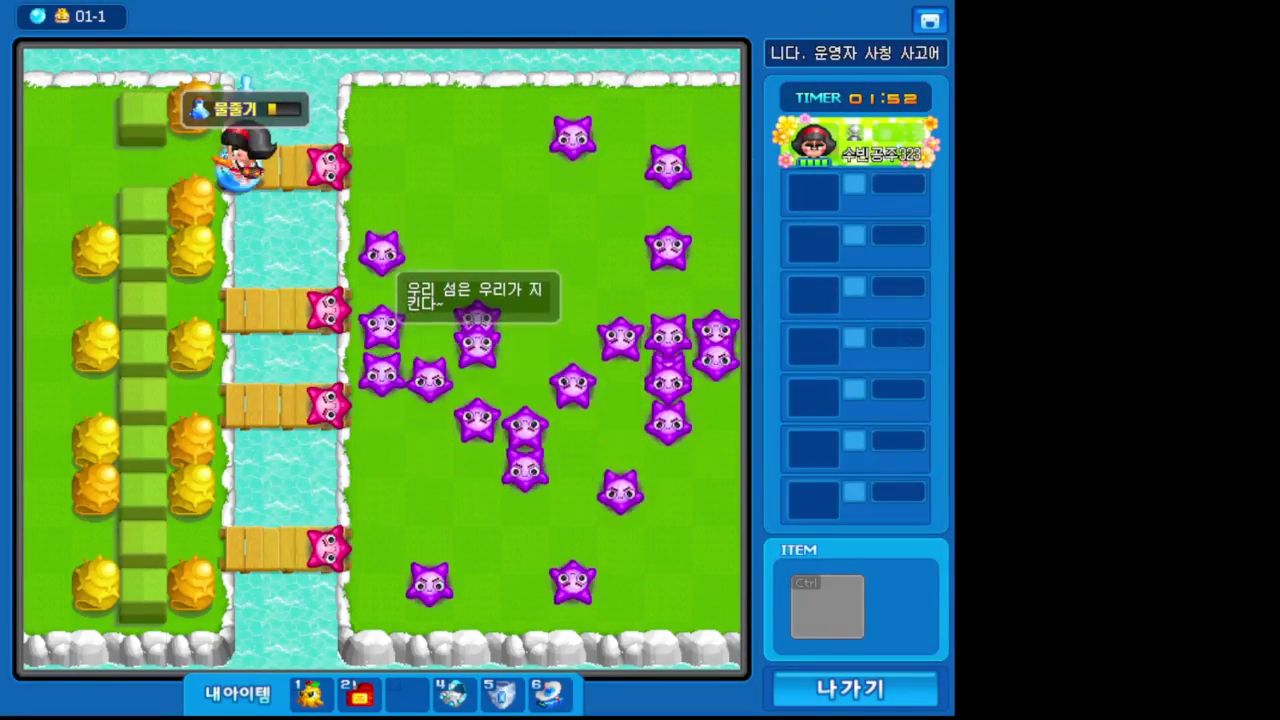 01-1
니다. 운영자 사칭 사고에
물줄기
TIMER 01:52
수빈공주023
우리 섬은 우리가 지
킨다~
ITEM
Ctrl
내아이템
1
2
4
5
6
나가기